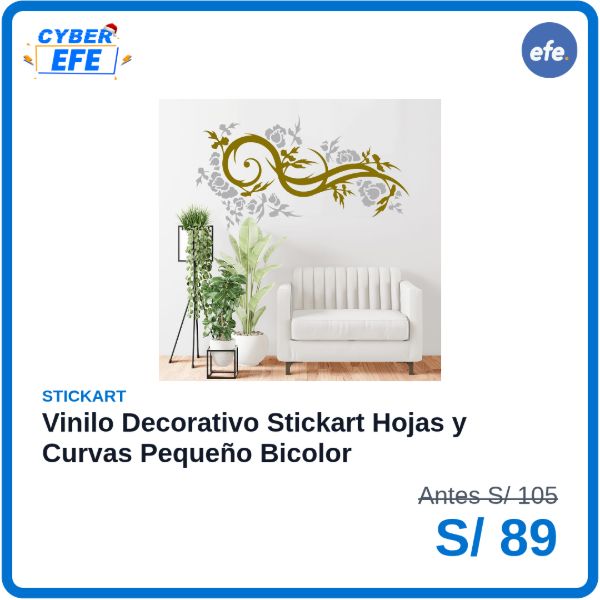 CYBER
EFE
efe.
STICKART
Vinilo Decorativo Stickart Hojas y
Curvas Pequeño Bicolor
Antes S/ 105
S/ 89